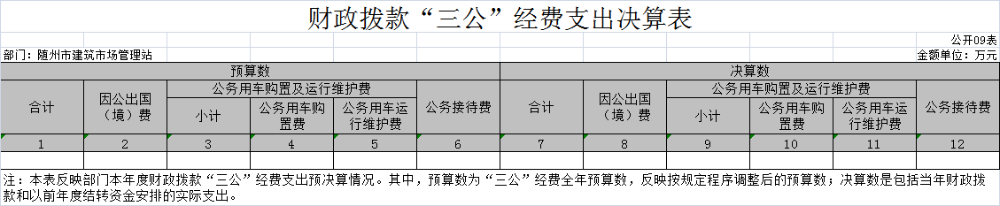 财政拨款“三公”经费支出决算表
公开09表
部门：随州市建筑市场管理站 金额单位：万元
预算数 决算数
合计 因公出国（境）费 公务用车购置及运行维护费 公务接待费 合计 因公出国（境）费 公务用车购置及运行维护费 公务接待费
小计 公务用车购置费 公务用车运行维护费 小计 公务用车购置费 公务用车运行维护费
1 2 3 4 5 6 7 8 9 10 11 12
注：本表反映部门本年度财政拨款“三公”经费支出预决算情况。其中，预算数为“三公”经费全年预算数，反映按规定程序调整后的预算数；决算数是包括当年财政拨
款和以前年度结转资金安排的实际支出。